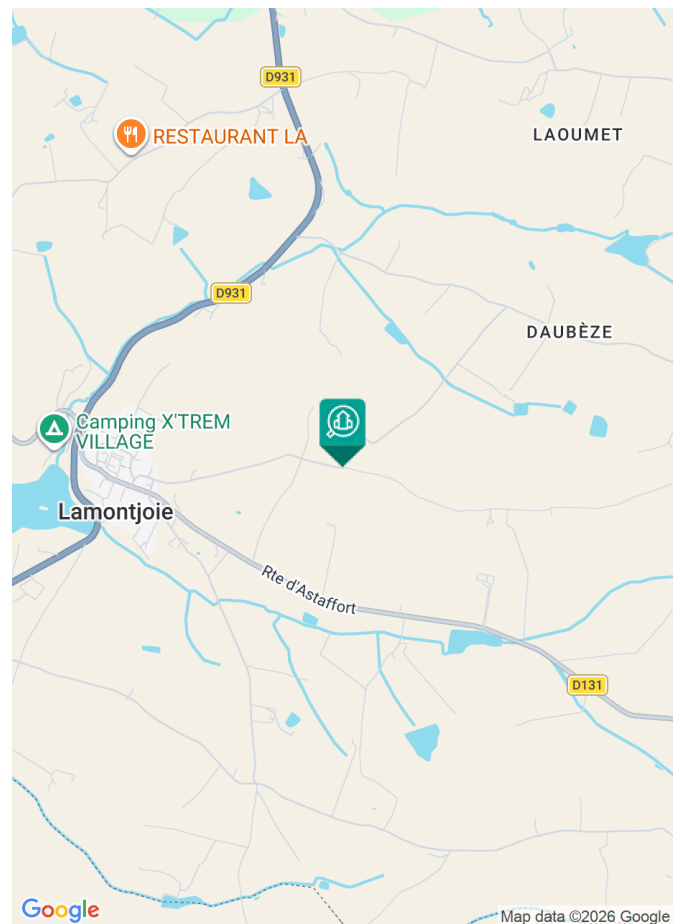 D931
RESTAURANT LA
LAOUMET
D931
DAUBÈZE
Camping X'TREM
VILLAGE
Lamontjoie
Rte d'Astaffort
D131
Google
Map data ©2026 Google